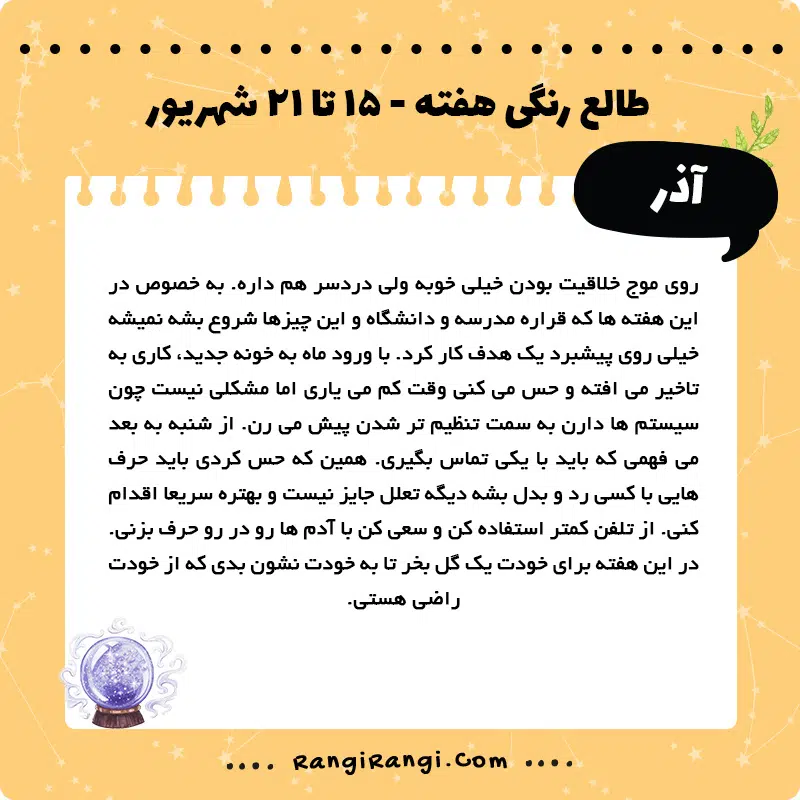 طالع رنگی هفته - ۱۵ تا ۲۱ شهریور
آذر
روی موج خلاقیت بودن خیلی خوبه ولی دردسر هم داره. به خصوص در
این هفته ها که قراره مدرسه و دانشگاه و این چیزها شروع بشه نمیشه
خیلی روی پیشبرد یک هدف کار کرد. با ورود ماه به خونه جدید، کاری به
تاخیر می افته و حس می کنی وقت کم می یاری اما مشکلی نیست چون
سیستم ها دارن به سمت تنظیم تر شدن پیش می رن. از شنبه به بعد
می فهمی که باید با یکی تماس بگیری. همین که حس کردی باید حرف
هایی با کسی رد و بدل بشه دیگه تعلل جایز نیست و بهتره سریعا اقدام
کنی. از تلفن کمتر استفاده کن و سعی کن با آدم ها رو در رو حرف بزنی.
در این هفته برای خودت یک گل بخر تا به خودت نشون بدی که از خودت
راضی هستی.
.... RangiRangi.Com ....